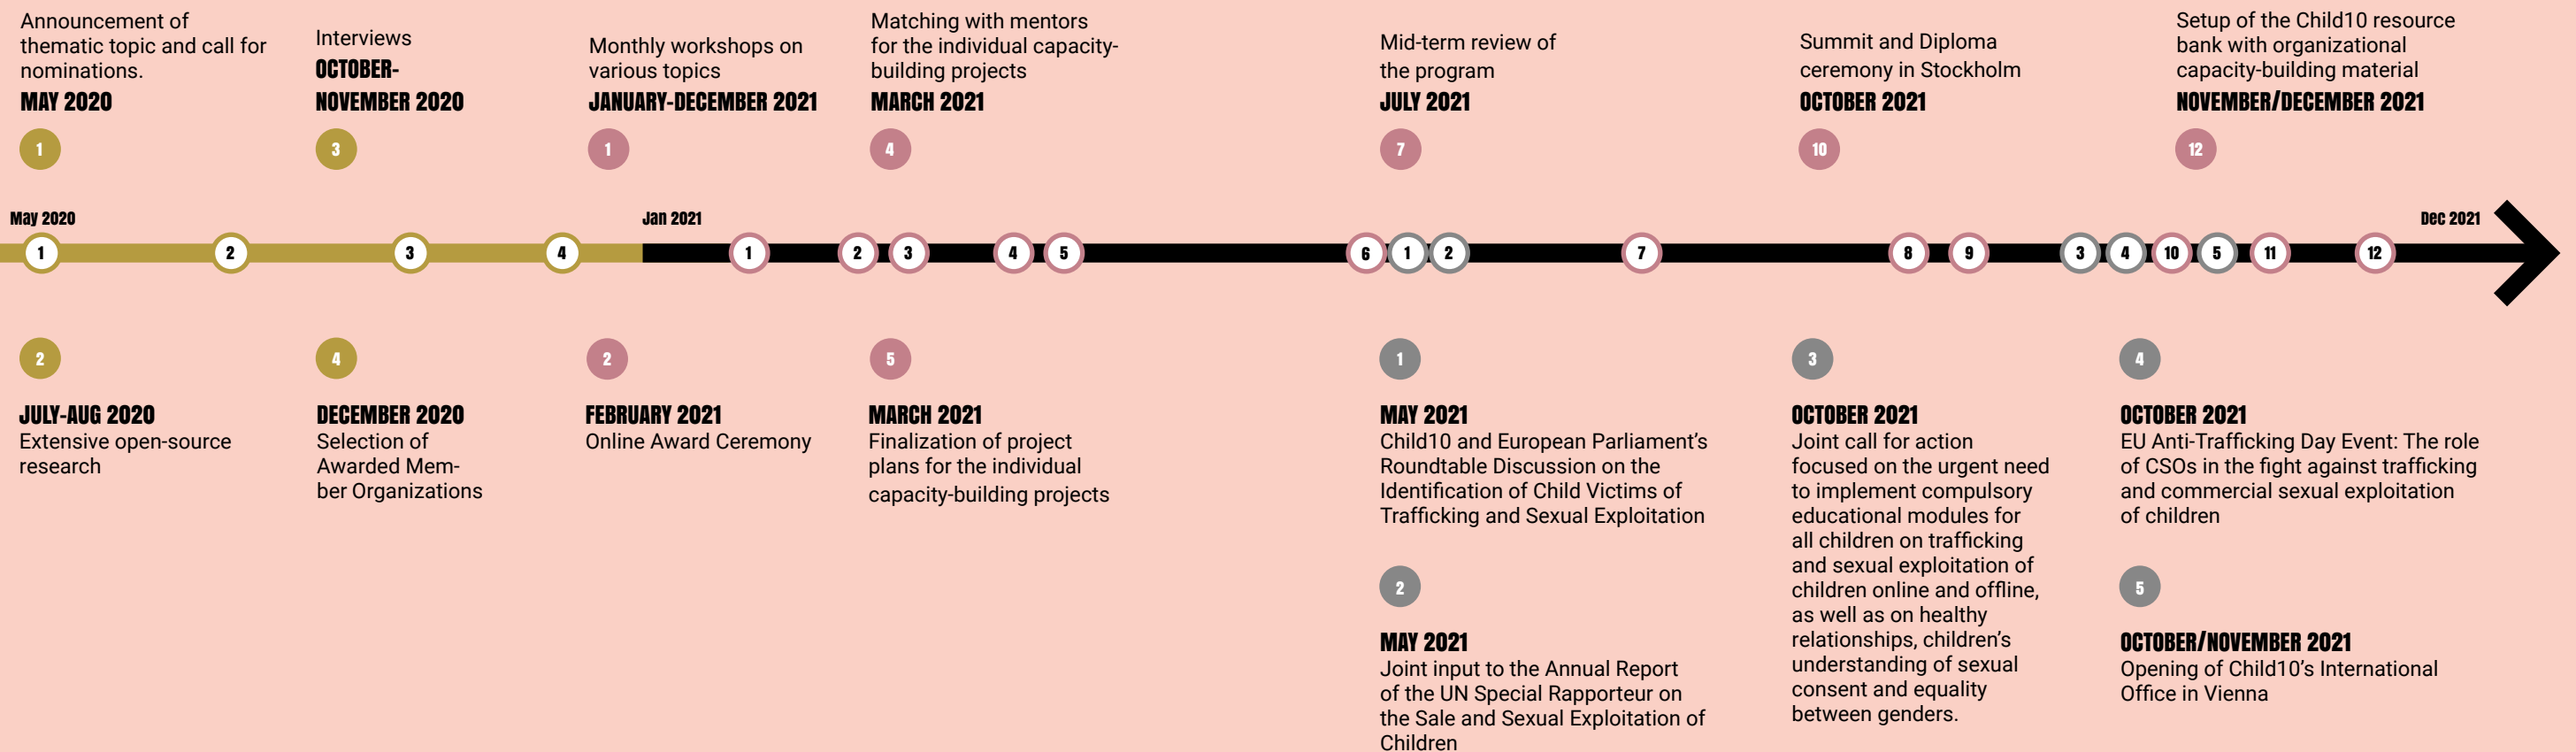 Announcement of
thematic topic and call for
nominations.
MAY 2020
1
Interviews
OCTOBER-
NOVEMBER 2020
3
Monthly workshops on
various topics
JANUARY-DECEMBER 2021
1
Matching with mentors
for the individual capacity-
building projects
MARCH 2021
4
Mid-term review of
the program
JULY 2021
7
Summit and Diploma
ceremony in Stockholm
OCTOBER 2021
10
Setup of the Child10 resource
bank with organizational
capacity-building material
NOVEMBER/DECEMBER 2021
12
May 2020
Jan 2021
Dec 2021
1 2 3 4 1 2 3 4 5 6 1 2 7 8 9 3 4 10 5 11 12
2
JULY-AUG 2020
Extensive open-source
research
4
DECEMBER 2020
Selection of
Awarded Mem-
ber Organizations
2
FEBRUARY 2021
Online Award Ceremony
5
MARCH 2021
Finalization of project
plans for the individual
capacity-building projects
1
MAY 2021
Child10 and European Parliament’s
Roundtable Discussion on the
Identification of Child Victims of
Trafficking and Sexual Exploitation
2
MAY 2021
Joint input to the Annual Report
of the UN Special Rapporteur on
the Sale and Sexual Exploitation of
Children
3
OCTOBER 2021
Joint call for action
focused on the urgent need
to implement compulsory
educational modules for
all children on trafficking
and sexual exploitation of
children online and offline,
as well as on healthy
relationships, children’s
understanding of sexual
consent and equality
between genders.
4
OCTOBER 2021
EU Anti-Trafficking Day Event: The role
of CSOs in the fight against trafficking
and commercial sexual exploitation
of children
5
OCTOBER/NOVEMBER 2021
Opening of Child10’s International
Office in Vienna